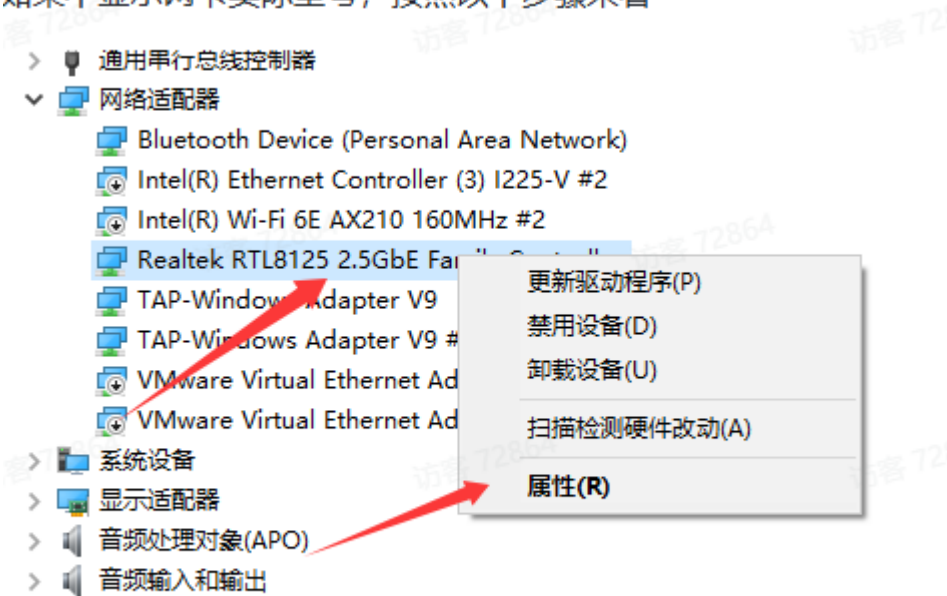 通用串行总线控制器
网络适配器
Bluetooth Device (Personal Area Network)
Intel(R) Ethernet Controller (3) I225-V #2
Intel(R) Wi-Fi 6E AX210 160MHz #2
Realtek RTL8125 2.5GbE
TAP-Windows Adapter V9
TAP-Windows Adapter V9 #
VMware Virtual Ethernet Ad
VMware Virtual Ethernet Ad
系统设备
显示适配器
音频处理对象(APO)
音频输入和输出
更新驱动程序(P)
禁用设备(D)
卸载设备(U)
扫描检测硬件改动(A)
属性(R)
访客 72864